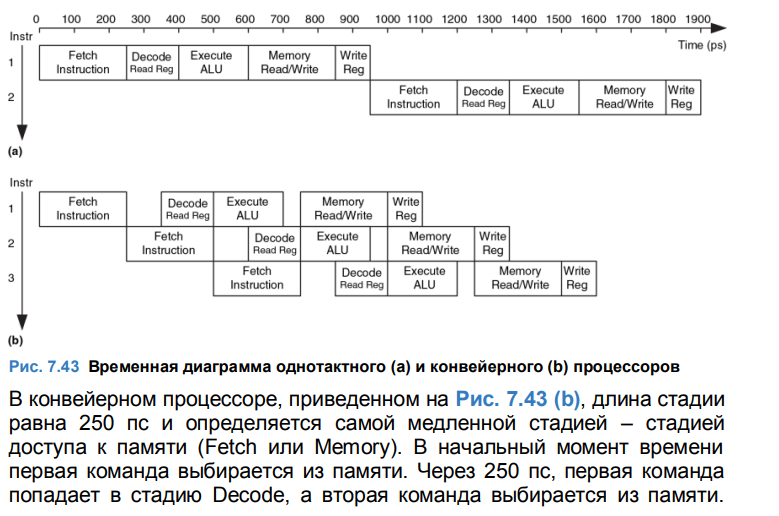 0 100 200 300 400 500 600 700 800 900 1000 1100 1200 1300 1400 1500 1600 1700 1800 1900
Instr
Time (ps)
1
Fetch Instruction
Decode Read Reg
Execute ALU
Memory Read/Write
Write Reg
2
Fetch Instruction
Decode Read Reg
Execute ALU
Memory Read/Write
Write Reg
(a)
Instr
1
Fetch Instruction
Decode Read Reg
Execute ALU
Memory Read/Write
Write Reg
2
Fetch Instruction
Decode Read Reg
Execute ALU
Memory Read/Write
Write Reg
3
Fetch Instruction
Decode Read Reg
Execute ALU
Memory Read/Write
Write Reg
(b)
Рис. 7.43 Временная диаграмма однотактного (a) и конвейерного (b) процессоров
В конвейерном процессоре, приведенном на Рис. 7.43 (b), длина стадии
равна 250 пс и определяется самой медленной стадией – стадией
доступа к памяти (Fetch или Memory). В начальный момент времени
первая команда выбирается из памяти. Через 250 пс, первая команда
попадает в стадию Decode, а вторая команда выбирается из памяти.